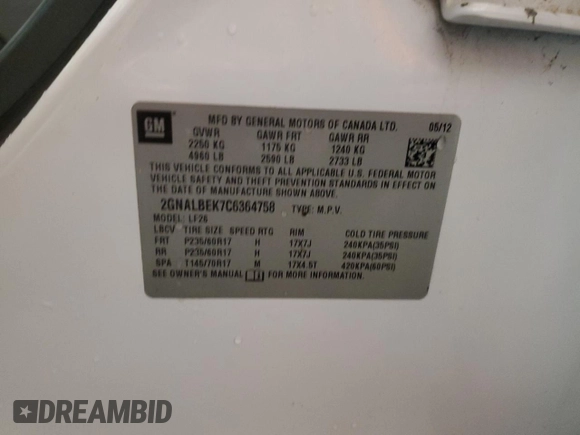 GM
MFD BY GENERAL MOTORS OF CANADA LTD. 05/12
GVWR GAWR FRT GAWR RR
2250 KG 1175 KG 1240 KG
4960 LB 2590 LB 2733 LB
THIS VEHICLE CONFORMS TO ALL APPLICABLE U.S. FEDERAL MOTOR
VEHICLE SAFETY AND THEFT PREVENTION STANDARDS IN EFFECT
ON THE DATE OF MANUFACTURE SHOWN ABOVE.
2GNALBEK7C6364758 TYPE: M.P.V.
MODEL: LF26
LBCV TIRE SIZE SPEED RTG RIM COLD TIRE PRESSURE
FRT P235/60R17 H 17X7J 240KPA(35PSI)
RR P235/60R17 H 17X7J 240KPA(35PSI)
SPA T145/70R17 M 17X4.5T 420KPA(60PSI)
SEE OWNER'S MANUAL FOR MORE INFORMATION.
DREAMBID